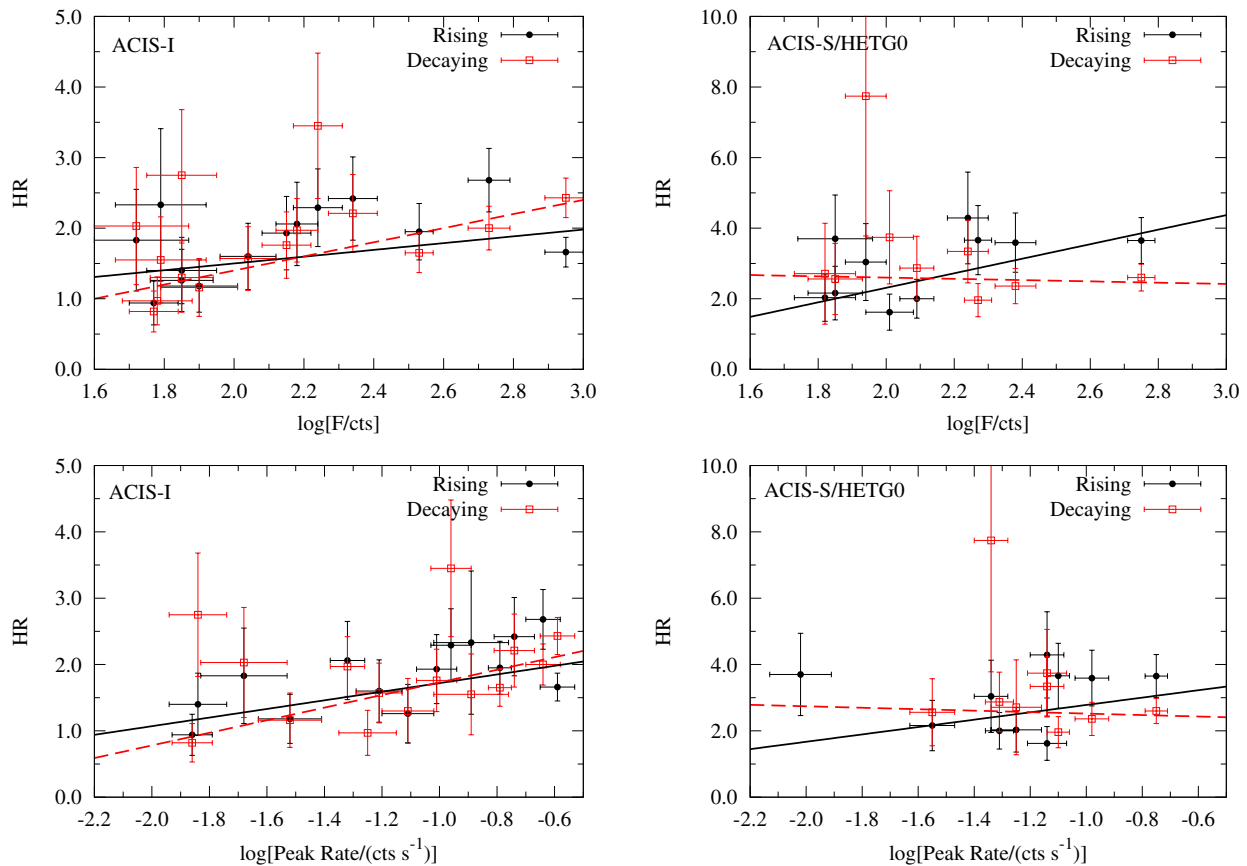 ACIS-I
Rising
Decaying
HR
5.0
4.0
3.0
2.0
1.0
0.0
1.6 1.8 2.0 2.2 2.4 2.6 2.8 3.0
log[F/cts]
ACIS-S/HETG0
Rising
Decaying
HR
10.0
8.0
6.0
4.0
2.0
0.0
1.6 1.8 2.0 2.2 2.4 2.6 2.8 3.0
log[F/cts]
ACIS-I
Rising
Decaying
HR
5.0
4.0
3.0
2.0
1.0
0.0
-2.2 -2.0 -1.8 -1.6 -1.4 -1.2 -1.0 -0.8 -0.6
log[Peak Rate/(cts s⁻¹)]
ACIS-S/HETG0
Rising
Decaying
HR
10.0
8.0
6.0
4.0
2.0
0.0
-2.2 -2.0 -1.8 -1.6 -1.4 -1.2 -1.0 -0.8 -0.6
log[Peak Rate/(cts s⁻¹)]